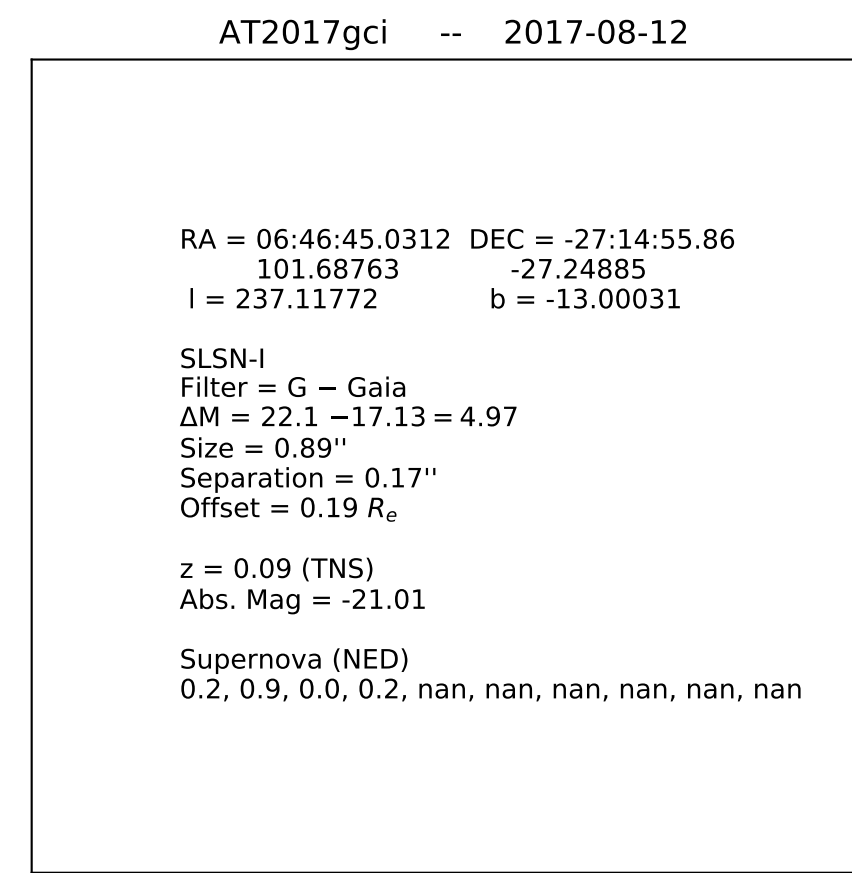 AT2017gci -- 2017-08-12
RA = 06:46:45.0312 DEC = -27:14:55.86
101.68763 -27.24885
l = 237.11772 b = -13.00031
SLSN-I
Filter = G − Gaia
ΔM = 22.1 −17.13 = 4.97
Size = 0.89''
Separation = 0.17''
Offset = 0.19 Rₑ
z = 0.09 (TNS)
Abs. Mag = -21.01
Supernova (NED)
0.2, 0.9, 0.0, 0.2, nan, nan, nan, nan, nan, nan